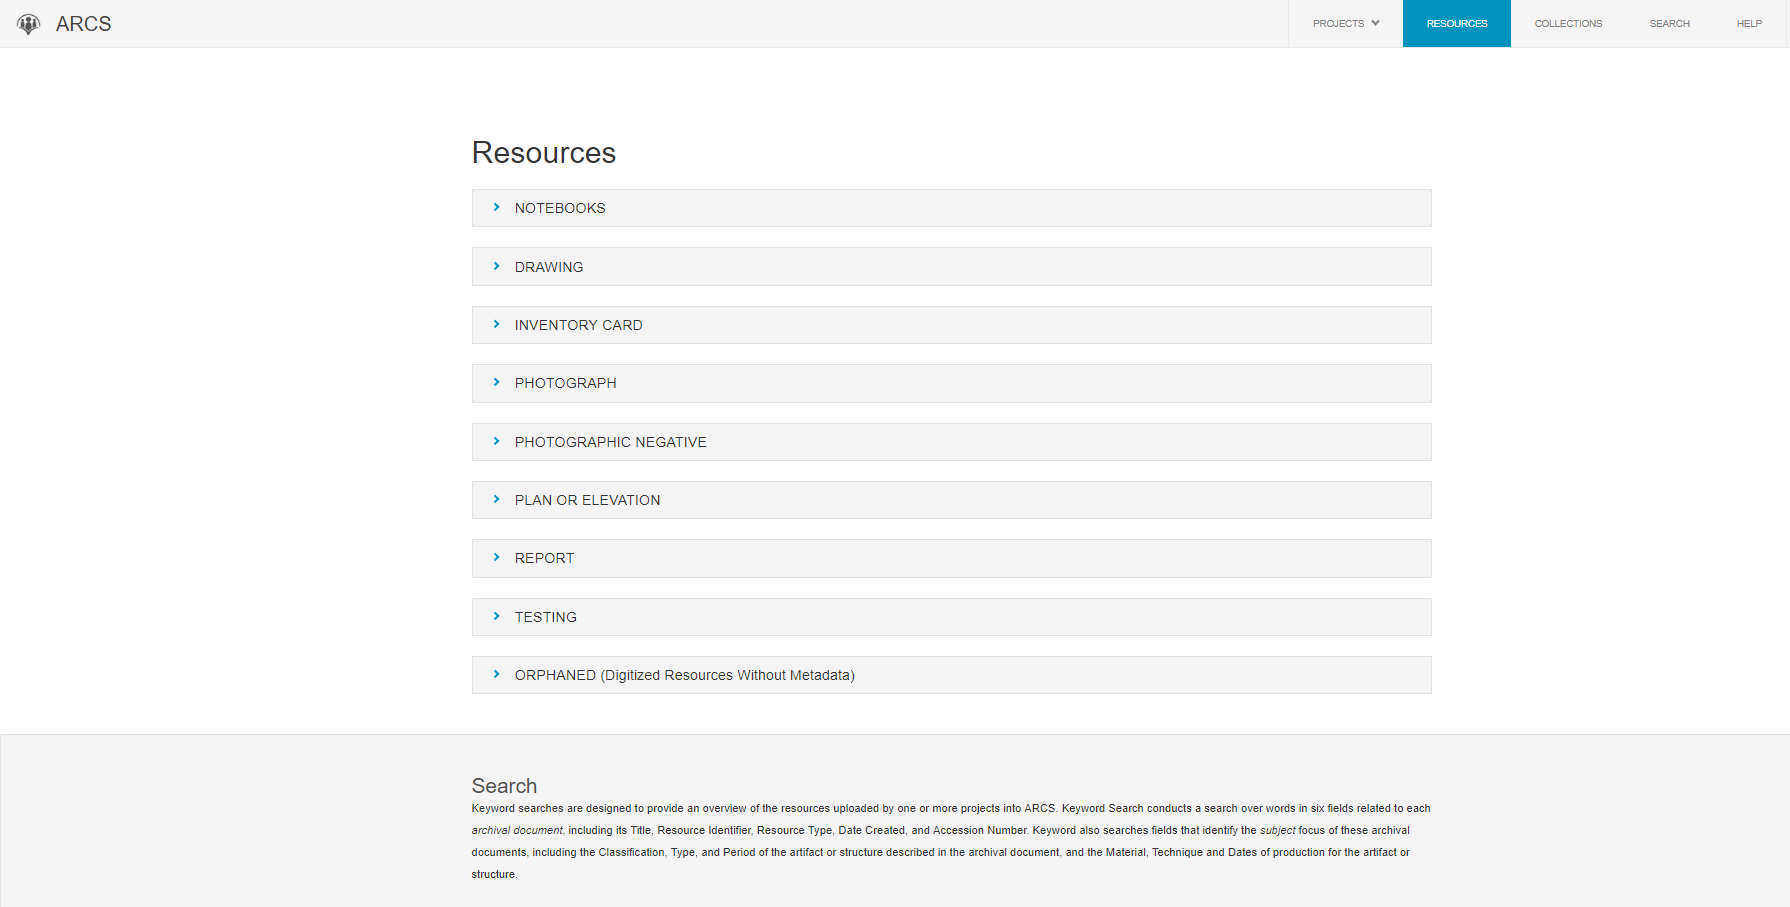 ARCS
PROJECTS
RESOURCES
COLLECTIONS
SEARCH
HELP
Resources
NOTEBOOKS
DRAWING
INVENTORY CARD
PHOTOGRAPH
PHOTOGRAPHIC NEGATIVE
PLAN OR ELEVATION
REPORT
TESTING
ORPHANED (Digitized Resources Without Metadata)
Search
Keyword searches are designed to provide an overview of the resources uploaded by one or more projects into ARCS. Keyword Search conducts a search over words in six fields related to each
archival document, including its Title, Resource Identifier, Resource Type, Date Created, and Accession Number. Keyword also searches fields that identify the subject focus of these archival
documents, including the Classification, Type, and Period of the artifact or structure described in the archival document, and the Material, Technique and Dates of production for the artifact or
structure.